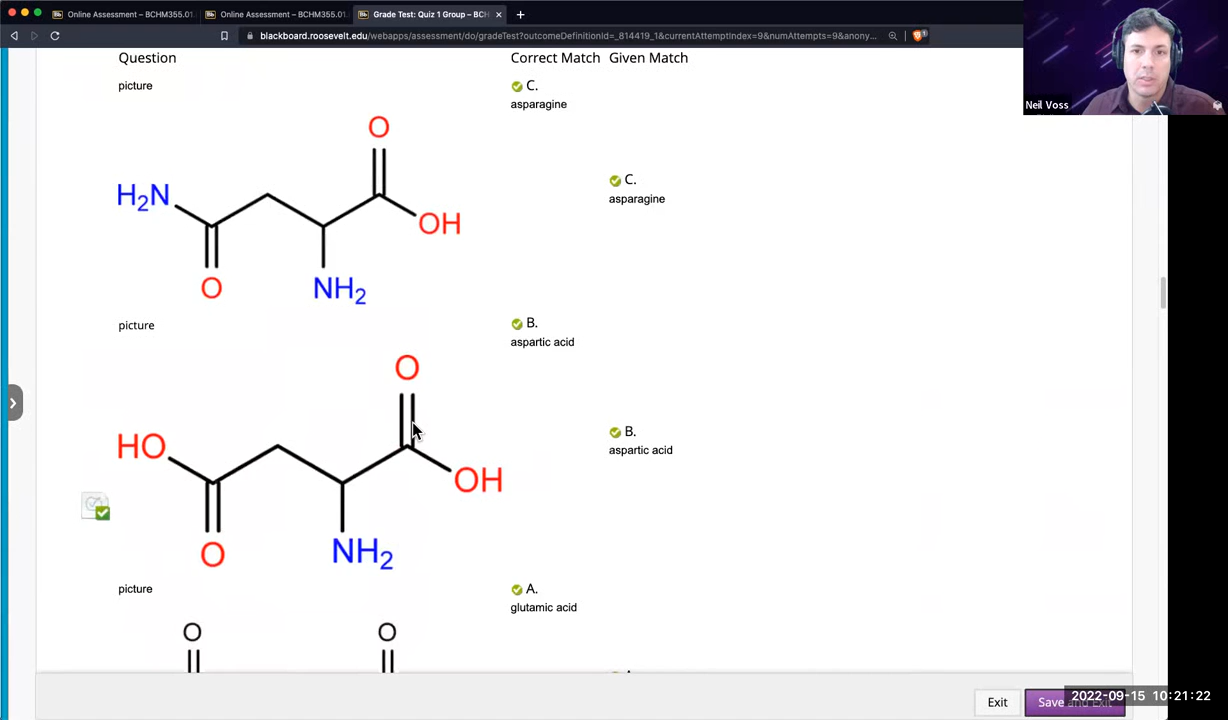 Online Assessment – BCHM355.01.
Online Assessment – BCHM355.01.
Grade Test: Quiz 1 Group – BCH
blackboard.roosevelt.edu/webapps/assessment/do/gradeTest?outcomeDefinitionId=_814419_1&currentAttemptIndex=9&numAttempts=9&anony...
Neil Voss
Question Correct Match Given Match
picture
C.
asparagine
O
H₂N
OH
O
NH₂
C.
asparagine
picture
B.
aspartic acid
O
HO
OH
O
NH₂
B.
aspartic acid
picture
A.
glutamic acid
O O
Exit Save and Exit
2022-09-15 10:21:22